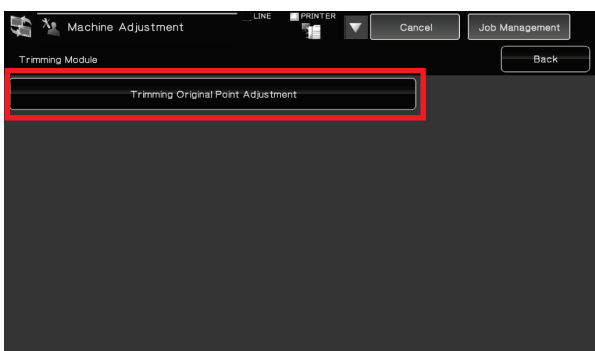 LINE PRINTER
Machine Adjustment Cancel Job Management
Trimming Module Back
Trimming Original Point Adjustment